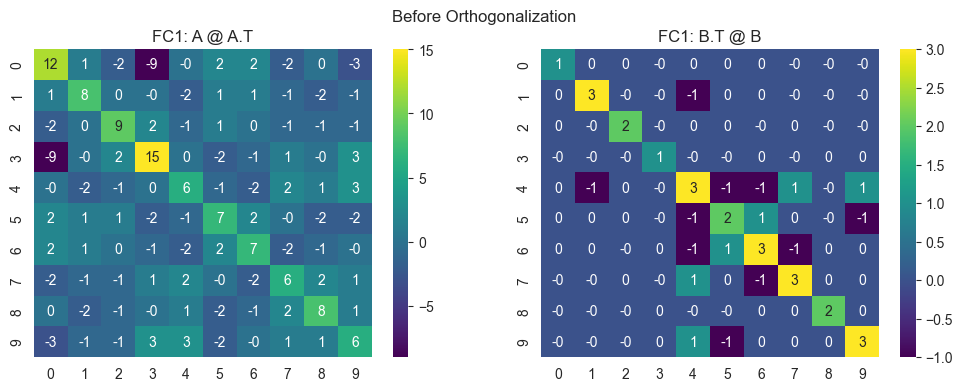 Before Orthogonalization
FC1: A @ A.T
0 12 1 -2 -9 -0 2 2 -2 0 -3
1 1 8 0 -0 -2 1 1 -1 -2 -1
2 -2 0 9 2 -1 1 0 -1 -1 -1
3 -9 -0 2 15 0 -2 -1 1 -0 3
4 -0 -2 -1 0 6 -1 -2 2 1 3
5 2 1 1 -2 -1 7 2 -0 -2 -2
6 2 1 0 -1 -2 2 7 -2 -1 -0
7 -2 -1 -1 1 2 -0 -2 6 2 1
8 0 -2 -1 -0 1 -2 -1 2 8 1
9 -3 -1 -1 3 3 -2 -0 1 1 6
0 1 2 3 4 5 6 7 8 9
15
10
5
0
−5
FC1: B.T @ B
0 1 0 0 -0 0 0 0 -0 0 -0
1 0 3 -0 -0 -1 0 0 -0 0 -0
2 0 -0 2 -0 0 -0 -0 0 -0 0
3 -0 -0 -0 1 -0 0 0 -0 -0 -0
4 0 -1 0 -0 3 -1 -1 1 -0 1
5 0 0 -0 0 -1 2 1 0 -0 -1
6 0 0 -0 0 -1 1 3 -1 0 0
7 -0 -0 0 -0 1 0 -1 3 0 0
8 0 0 -0 -0 -0 -0 0 0 2 0
9 -0 -0 0 -0 1 -1 0 0 0 3
0 1 2 3 4 5 6 7 8 9
3.0
2.5
2.0
1.5
1.0
0.5
0.0
−0.5
−1.0